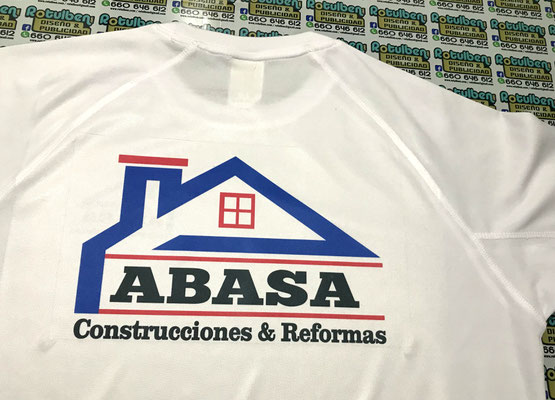 ABASA
Construcciones & Reformas
Rotulben
DISEÑO &
PUBLICIDAD
660 646 612